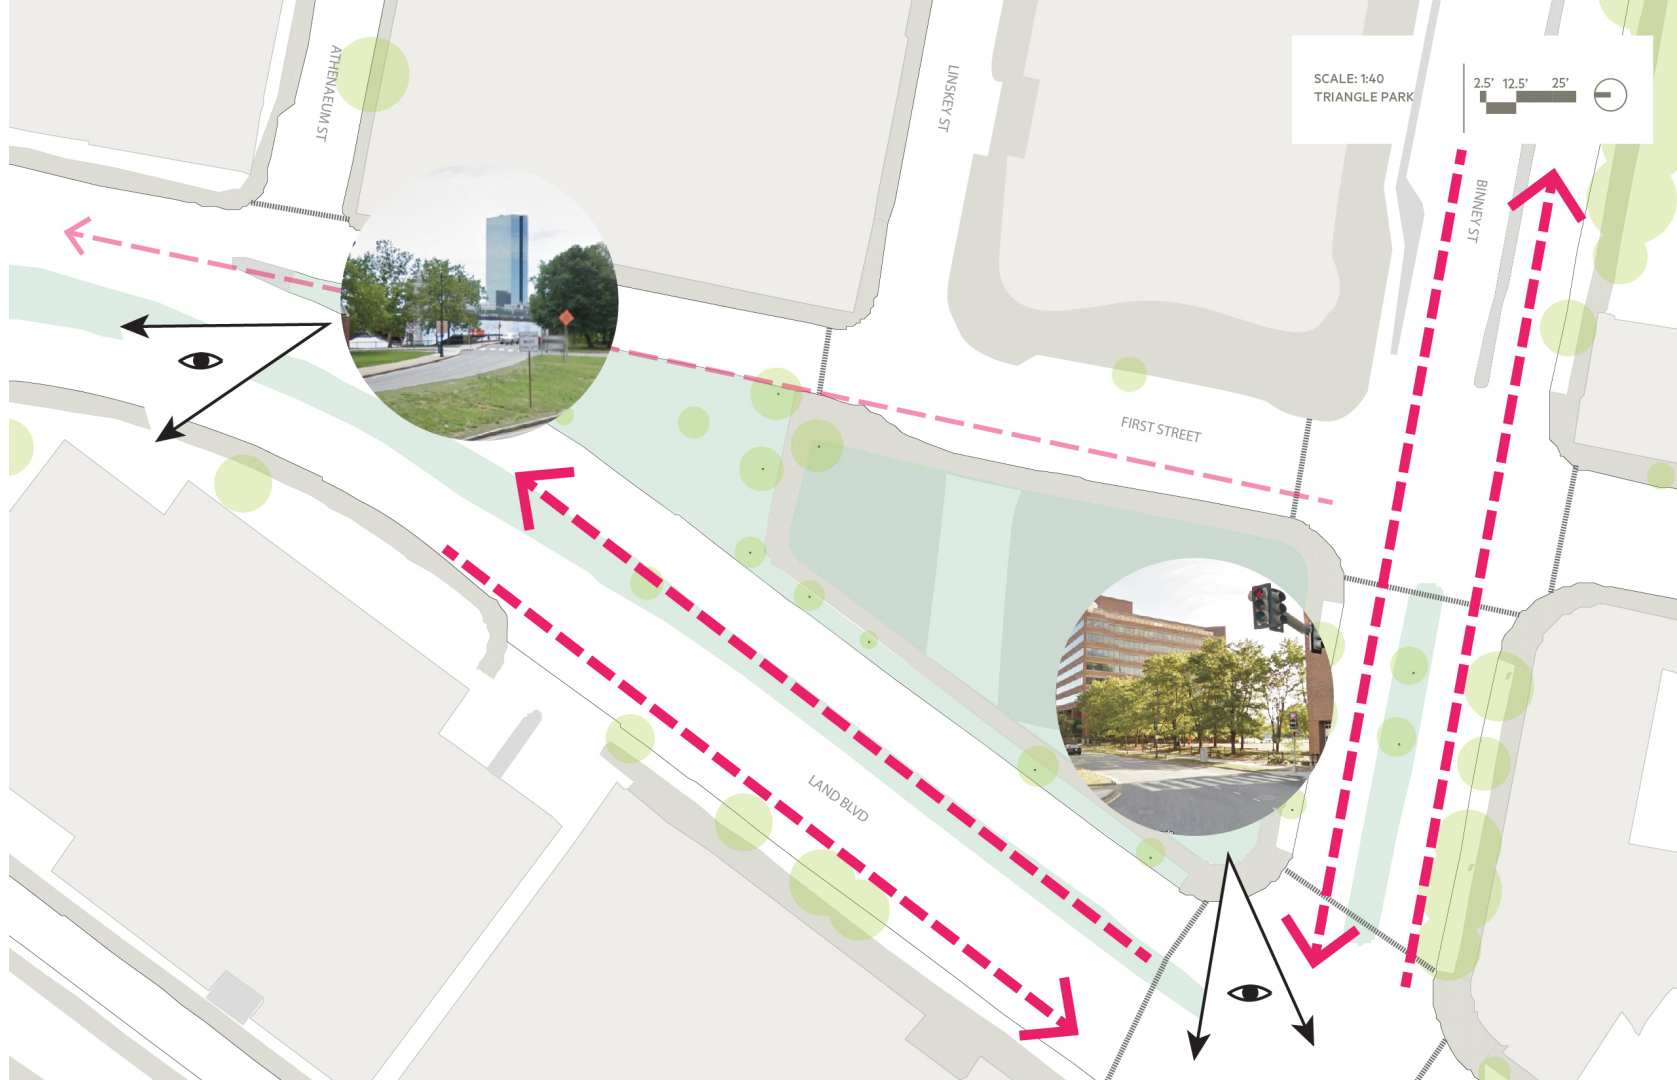 ATHENAEUM ST
LINSKEY ST
SCALE: 1:40
TRIANGLE PARK
2.5' 12.5' 25'
BINNEY ST
FIRST STREET
LAND BLVD